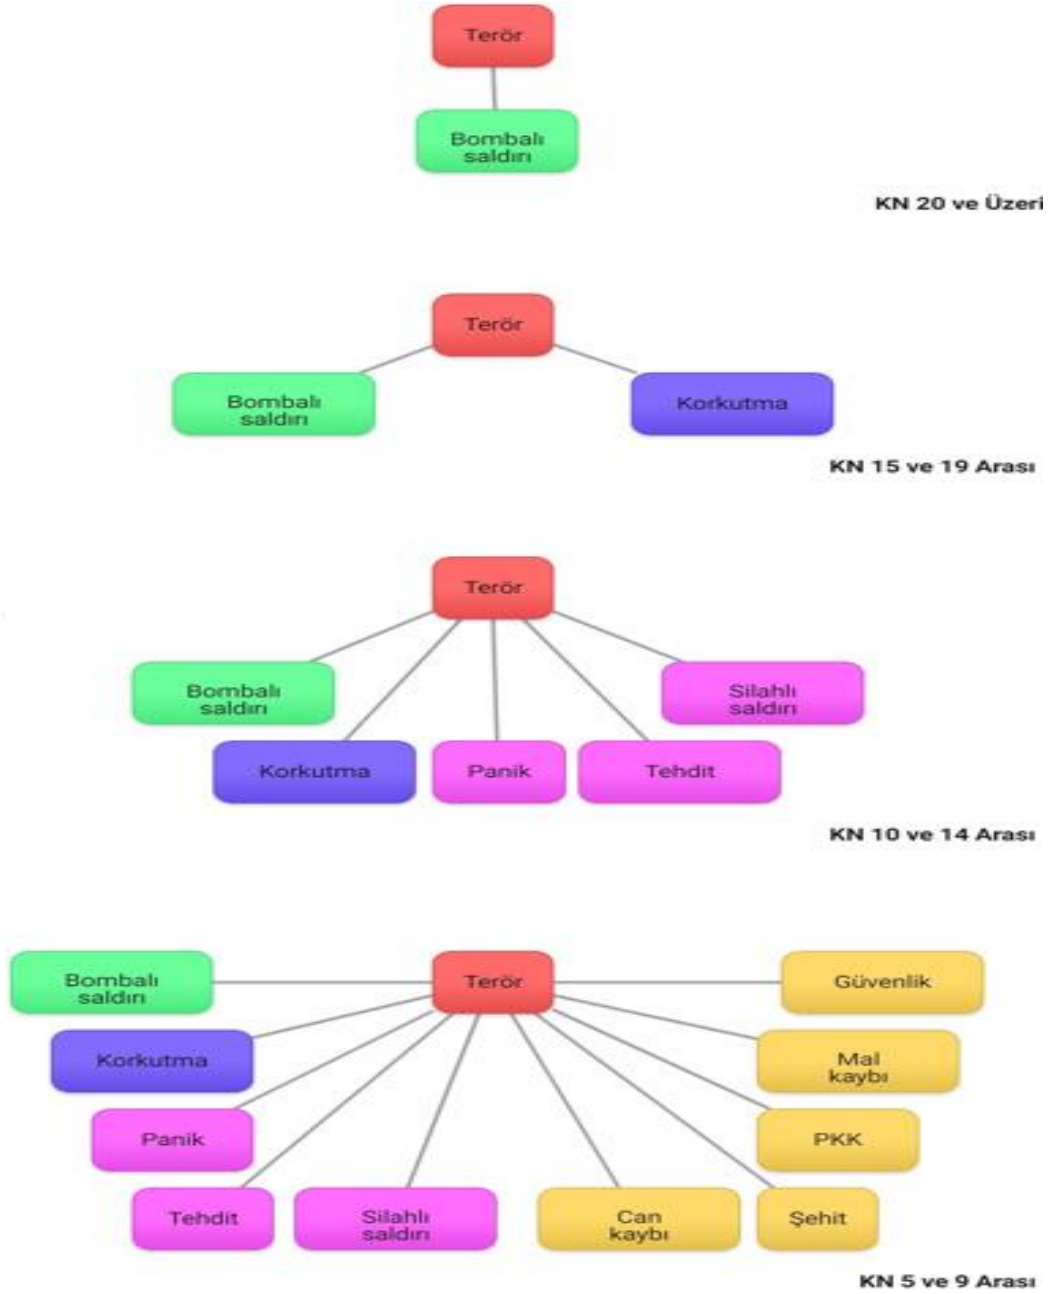 Terör
Bombalı
saldırı
KN 20 ve Üzeri
Terör
Bombalı
saldırı
Korkutma
KN 15 ve 19 Arası
Terör
Bombalı
saldırı
Silahlı
saldırı
Korkutma
Panik
Tehdit
KN 10 ve 14 Arası
Bombalı
saldırı
Terör
Güvenlik
Korkutma
Mal
kaybı
Panik
PKK
Tehdit
Silahlı
saldırı
Can
kaybı
Şehit
KN 5 ve 9 Arası